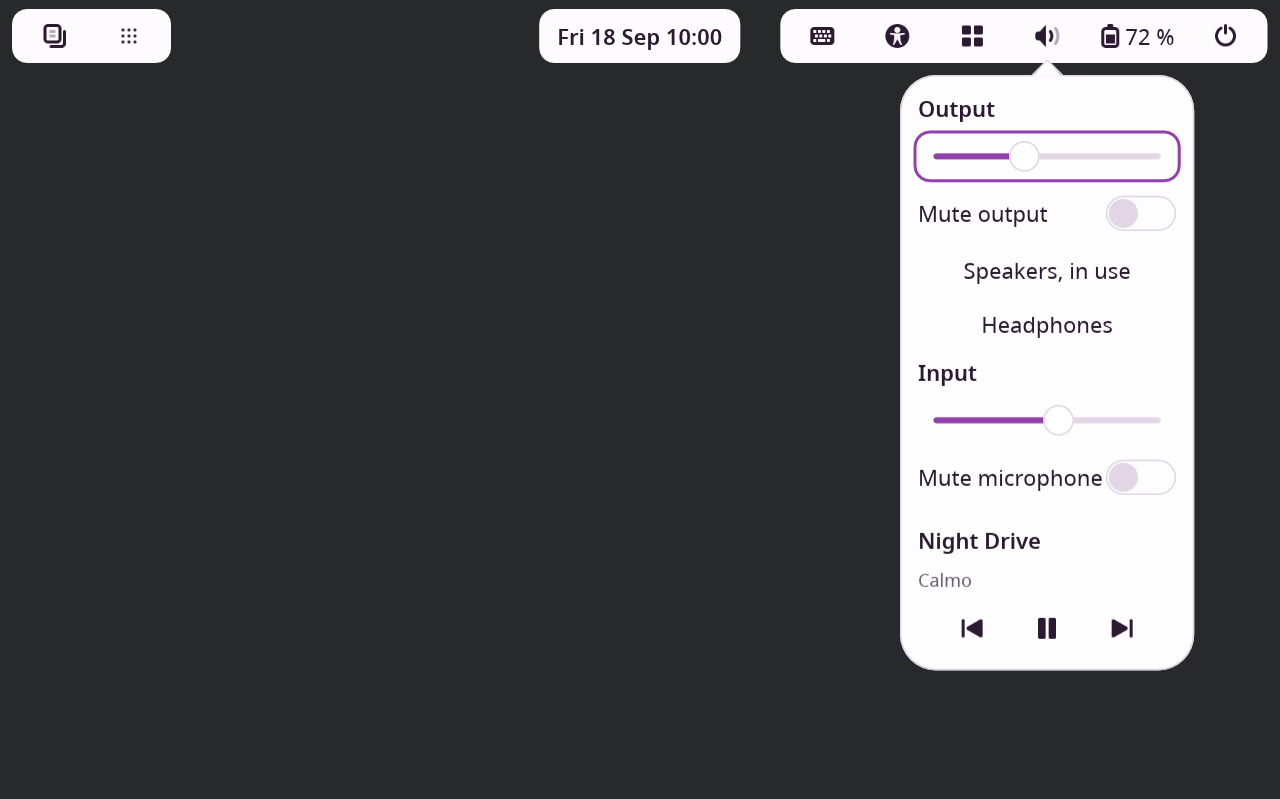 Fri 18 Sep 10:00
72 %
Output
Mute output
Speakers, in use
Headphones
Input
Mute microphone
Night Drive
Calmo